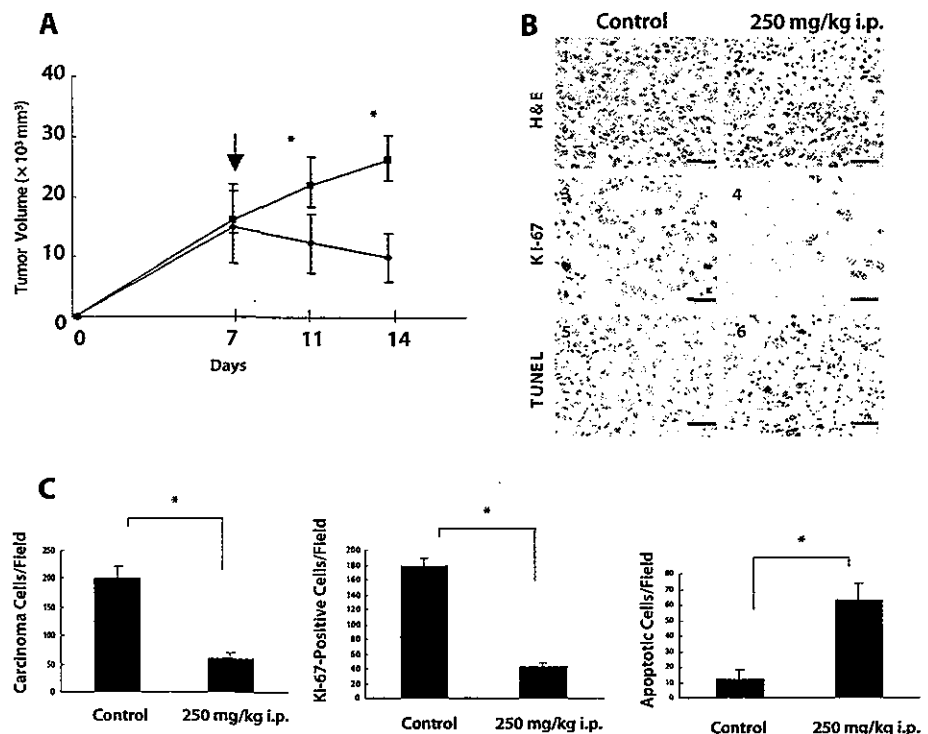 A
Tumor Volume (× 10³ mm³)
40
30
20
10
0
*
*
0
7
11
14
Days
B
Control
250 mg/kg i.p.
H&E
1
2
KI-67
3
4
TUNEL
5
6
C
*
Carcinoma Cells/Field
250
200
150
100
50
0
Control
250 mg/kg i.p.
*
KI-67-Positive Cells/Field
200
180
160
140
120
100
80
60
40
20
0
Control
250 mg/kg i.p.
*
Apoptotic Cells/Field
80
70
60
50
40
30
20
10
0
Control
250 mg/kg i.p.